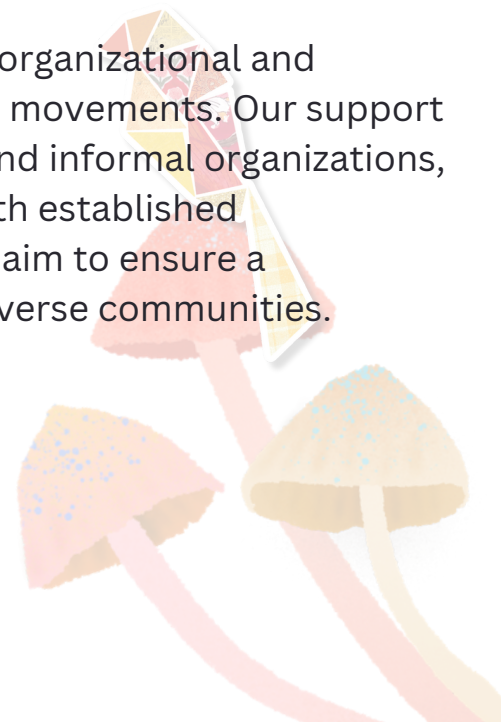 organizational and
movements. Our support
nd informal organizations,
th established
aim to ensure a
verse communities.